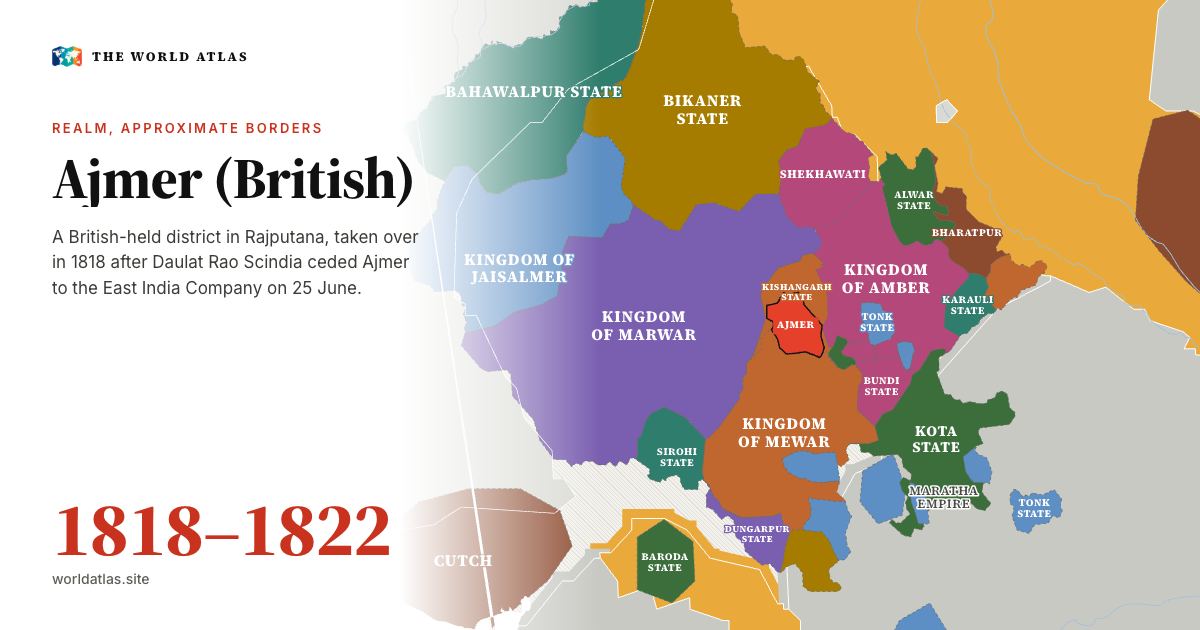 THE WORLD ATLAS
REALM, APPROXIMATE BORDERS
Ajmer (British)
A British-held district in Rajputana, taken over
in 1818 after Daulat Rao Scindia ceded Ajmer
to the East India Company on 25 June.
1818–1822
worldatlas.site
BAHAWALPUR STATE
BIKANER
STATE
SHEKHAWATI
ALWAR
STATE
BHARATPUR
KINGDOM OF
JAISALMER
KINGDOM
OF AMBER
KISHANGARH
STATE
KARAULI
STATE
KINGDOM
OF MARWAR
AJMER
TONK
STATE
BUNDI
STATE
KINGDOM
OF MEWAR
KOTA
STATE
SIROHI
STATE
MARATHA
EMPIRE
TONK
STATE
DUNGARPUR
STATE
CUTCH
BARODA
STATE